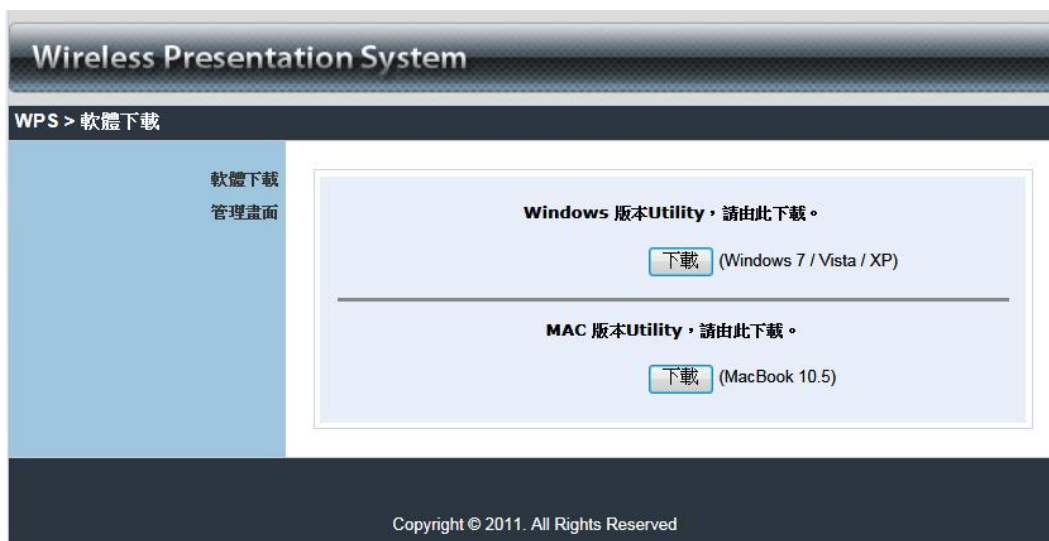 Wireless Presentation System
WPS > 軟體下載
軟體下載
管理畫面
Windows 版本Utility，請由此下載。
下載 (Windows 7 / Vista / XP)
MAC 版本Utility，請由此下載。
下載 (MacBook 10.5)
Copyright © 2011. All Rights Reserved